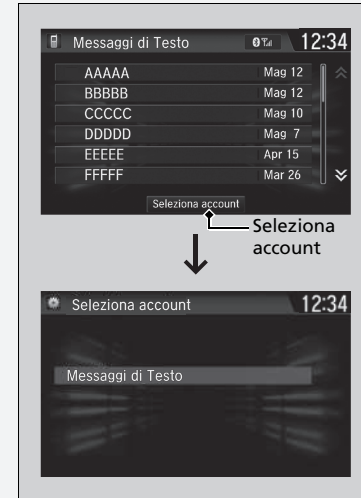 Messaggi di Testo 12:34
AAAAA Mag 12
BBBBB Mag 12
CCCCC Mag 10
DDDDD Mag 7
EEEEE Apr 15
FFFFF Mar 26
Seleziona account
Seleziona
account
Seleziona account 12:34
Messaggi di Testo